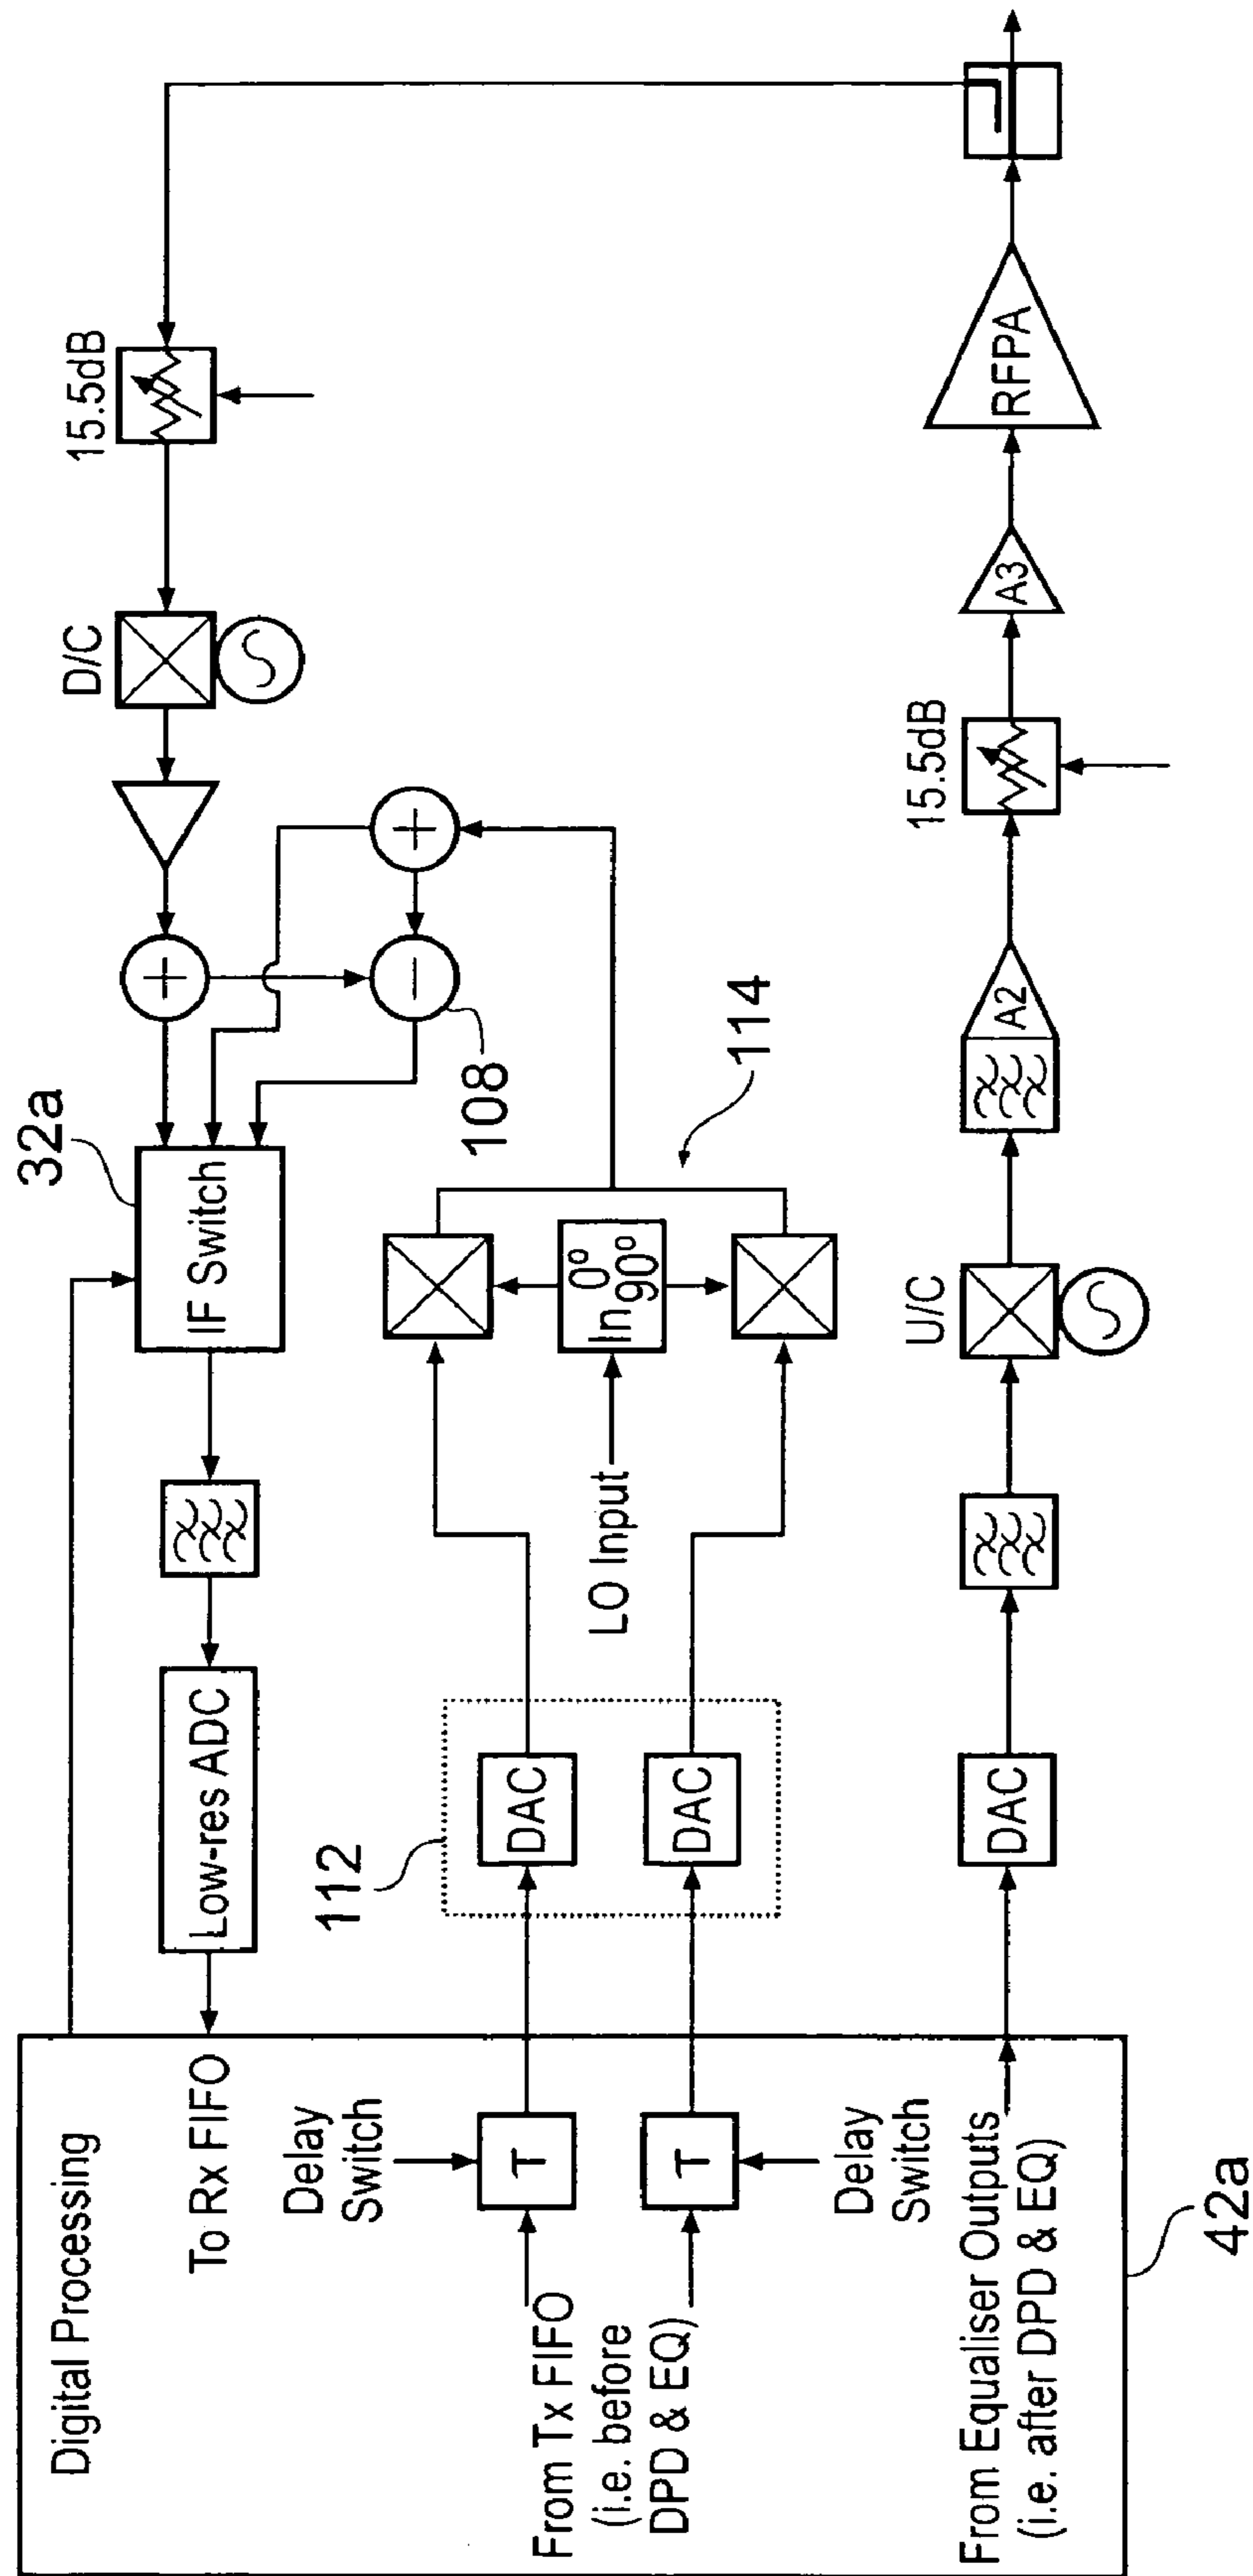 Digital Processing
To Rx FIFO
Delay
Switch
From Tx FIFO
(i.e. before
DPD & EQ)
Delay
Switch
From Equaliser Outputs
(i.e. after DPD & EQ)
42a
Low-res ADC
112
DAC
DAC
DAC
T
T
32a
IF Switch
LO Input
In 0°
90°
114
108
U/C
D/C
A2
15.5dB
15.5dB
A3
RFPA